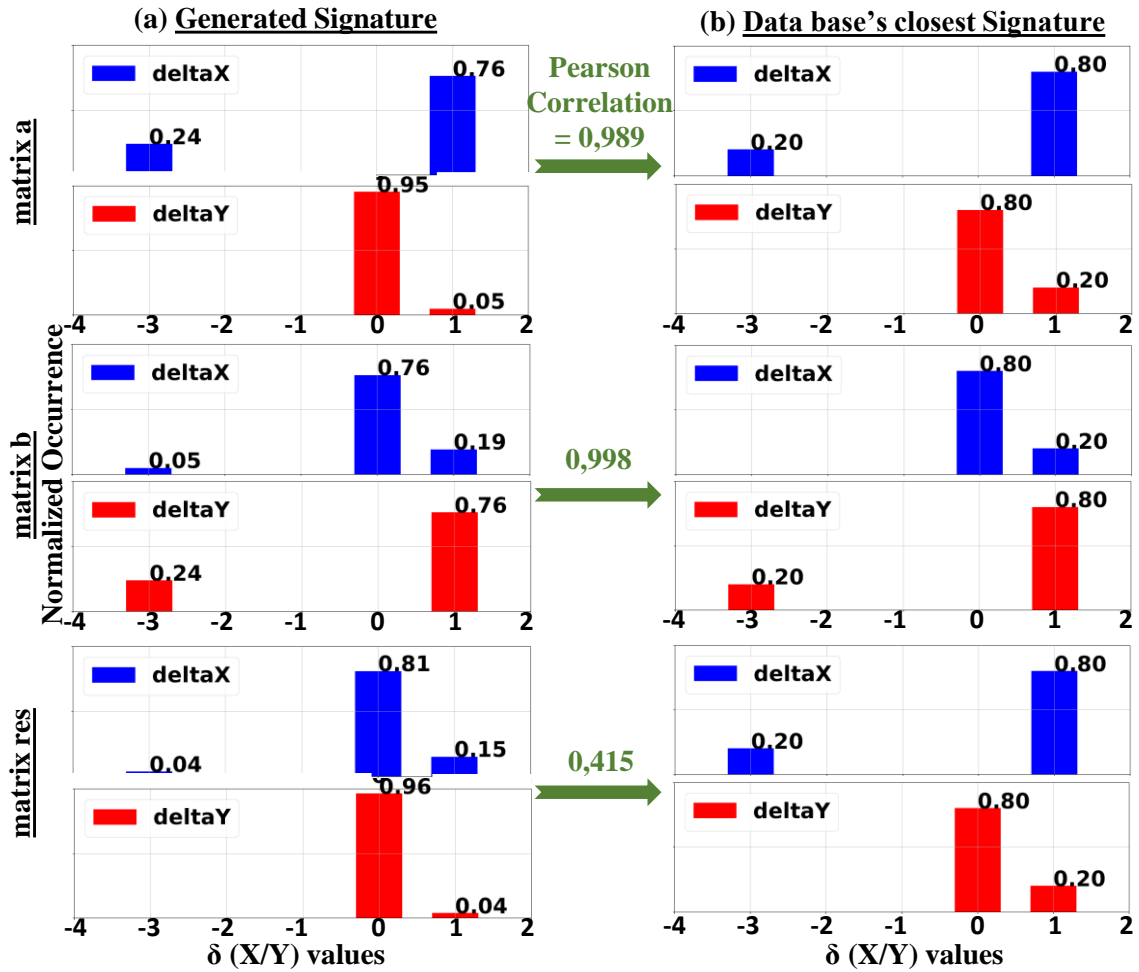 (a) Generated Signature
(b) Data base's closest Signature
matrix a
deltaX
0.24
0.76
Pearson
Correlation
= 0,989
deltaX
0.20
0.80
deltaY
0.95
0.05
deltaY
0.80
0.20
-4 -3 -2 -1 0 1 2
-4 -3 -2 -1 0 1 2
matrix b
Normalized Occurrence
deltaX
0.05
0.76
0.19
0,998
deltaX
0.80
0.20
deltaY
0.24
0.76
deltaY
0.20
0.80
-4 -3 -2 -1 0 1 2
-4 -3 -2 -1 0 1 2
matrix res
deltaX
0.04
0.81
0.15
0,415
deltaX
0.20
0.80
deltaY
0.96
0.04
deltaY
0.80
0.20
-4 -3 -2 -1 0 1 2
-4 -3 -2 -1 0 1 2
δ (X/Y) values
δ (X/Y) values